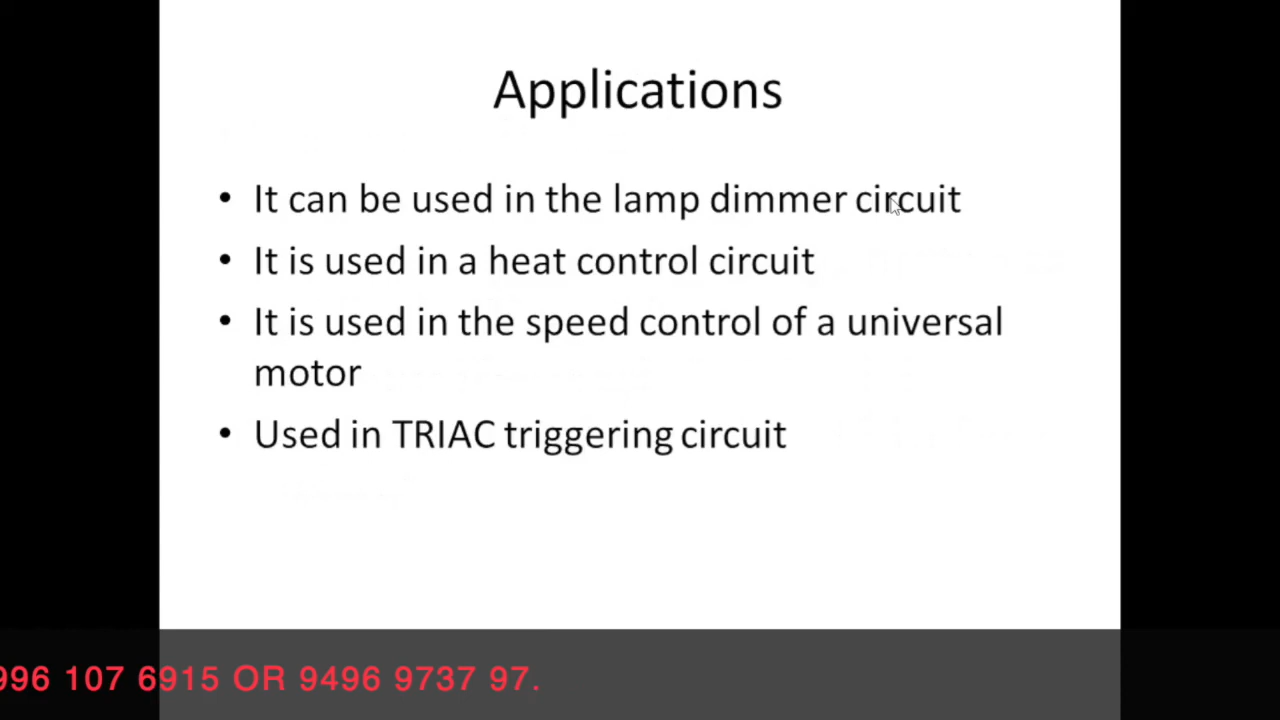 Applications
• It can be used in the lamp dimmer circuit
• It is used in a heat control circuit
• It is used in the speed control of a universal
motor
• Used in TRIAC triggering circuit
996 107 6915 OR 9496 9737 97.